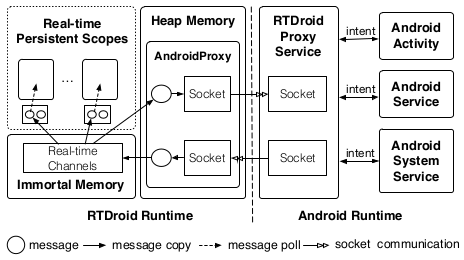 Real-time
Persistent Scopes
...
Real-time
Channels
Immortal Memory
Heap Memory
AndroidProxy
Socket
Socket
RTDroid
Proxy
Service
Socket
Socket
intent
intent
intent
Android
Activity
Android
Service
Android
System
Service
RTDroid Runtime
Android Runtime
message
message copy
message poll
socket communication